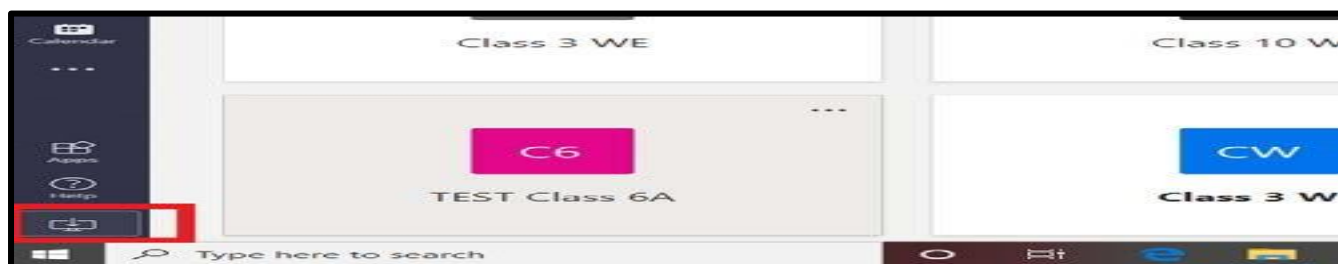 Calendar
Class 3 WE
Class 10 W
...
...
C6
CW
Apps
TEST Class 6A
Class 3 W
Help
Type here to search